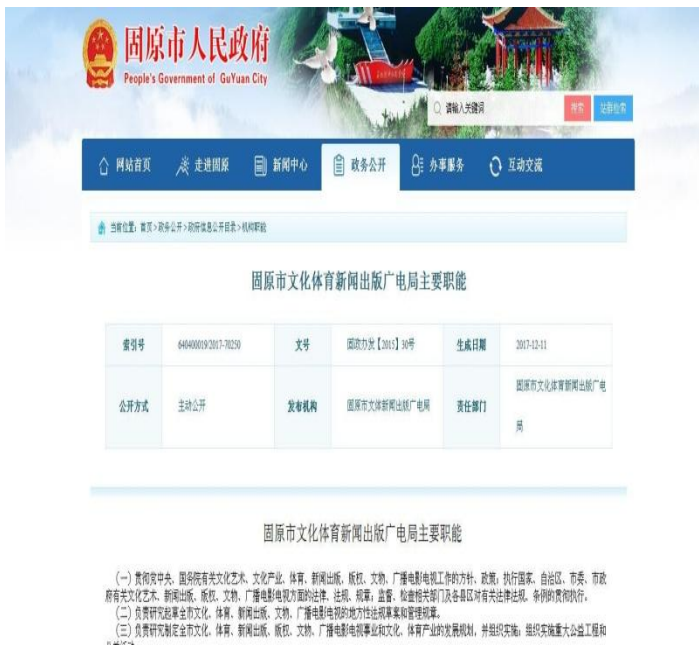 固原市人民政府
People's Government of GuYuan City
请输入关键词
搜索
站群检索
网站首页
走进固原
新闻中心
政务公开
办事服务
互动交流
当前位置：首页>政务公开>政府信息公开目录>机构职能
固原市文化体育新闻出版广电局主要职能
索引号
640400019/2017-70250
文号
固政办发【2015】30号
生成日期
2017-12-11
公开方式
主动公开
发布机构
固原市文体新闻出版广电局
责任部门
固原市文化体育新闻出版广电
局
固原市文化体育新闻出版广电局主要职能
（一）贯彻党中央、国务院有关文化艺术、文化产业、体育、新闻出版、版权、文物、广播电影电视工作的方针、政策；执行国家、自治区、市委、市政
府有关文化艺术、新闻出版、版权、文物、广播电影电视方面的法律、法规、规章；监督、检查相关部门及各县区对有关法律法规、条例的贯彻执行。
（二）负责研究起草全市文化、体育、新闻出版、文物、广播电影电视的地方性法规草案和管理规章。
（三）负责研究制定全市文化、体育、新闻出版、版权、文物、广播电影电视事业和文化、体育产业的发展规划，并组织实施；组织实施重大公益工程和